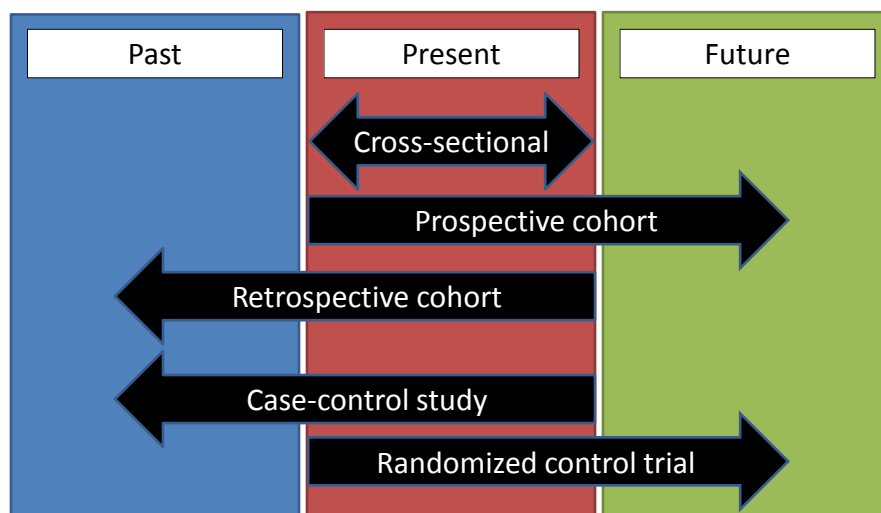 Past
Present
Future
Cross-sectional
Prospective cohort
Retrospective cohort
Case-control study
Randomized control trial